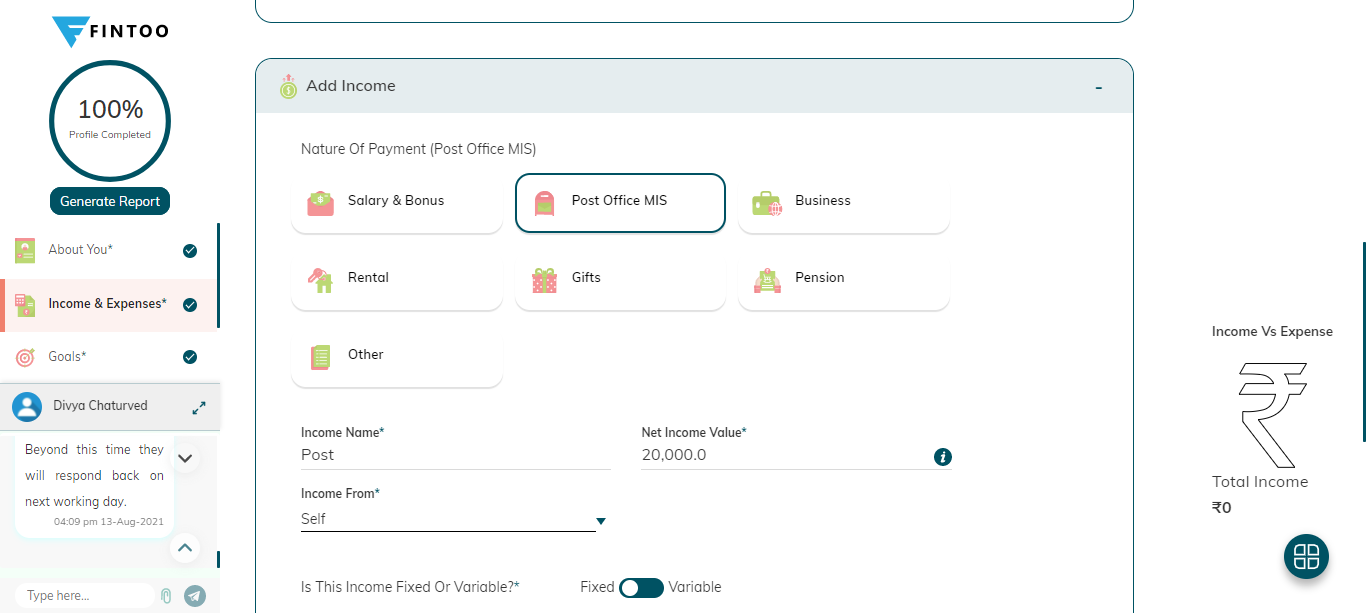 FINTOO
100%
Profile Completed
Generate Report
About You*
Income & Expenses*
Goals*
Divya Chaturved
Beyond this time they
will respond back on
next working day.
04:09 pm 13-Aug-2021
Type here...
Add Income
-
Nature Of Payment (Post Office MIS)
Salary & Bonus
Post Office MIS
Business
Rental
Gifts
Pension
Other
Income Name*
Post
Net Income Value*
20,000.0
Income From*
Self
Is This Income Fixed Or Variable?*
Fixed
Variable
Income Vs Expense
₹
Total Income
₹0